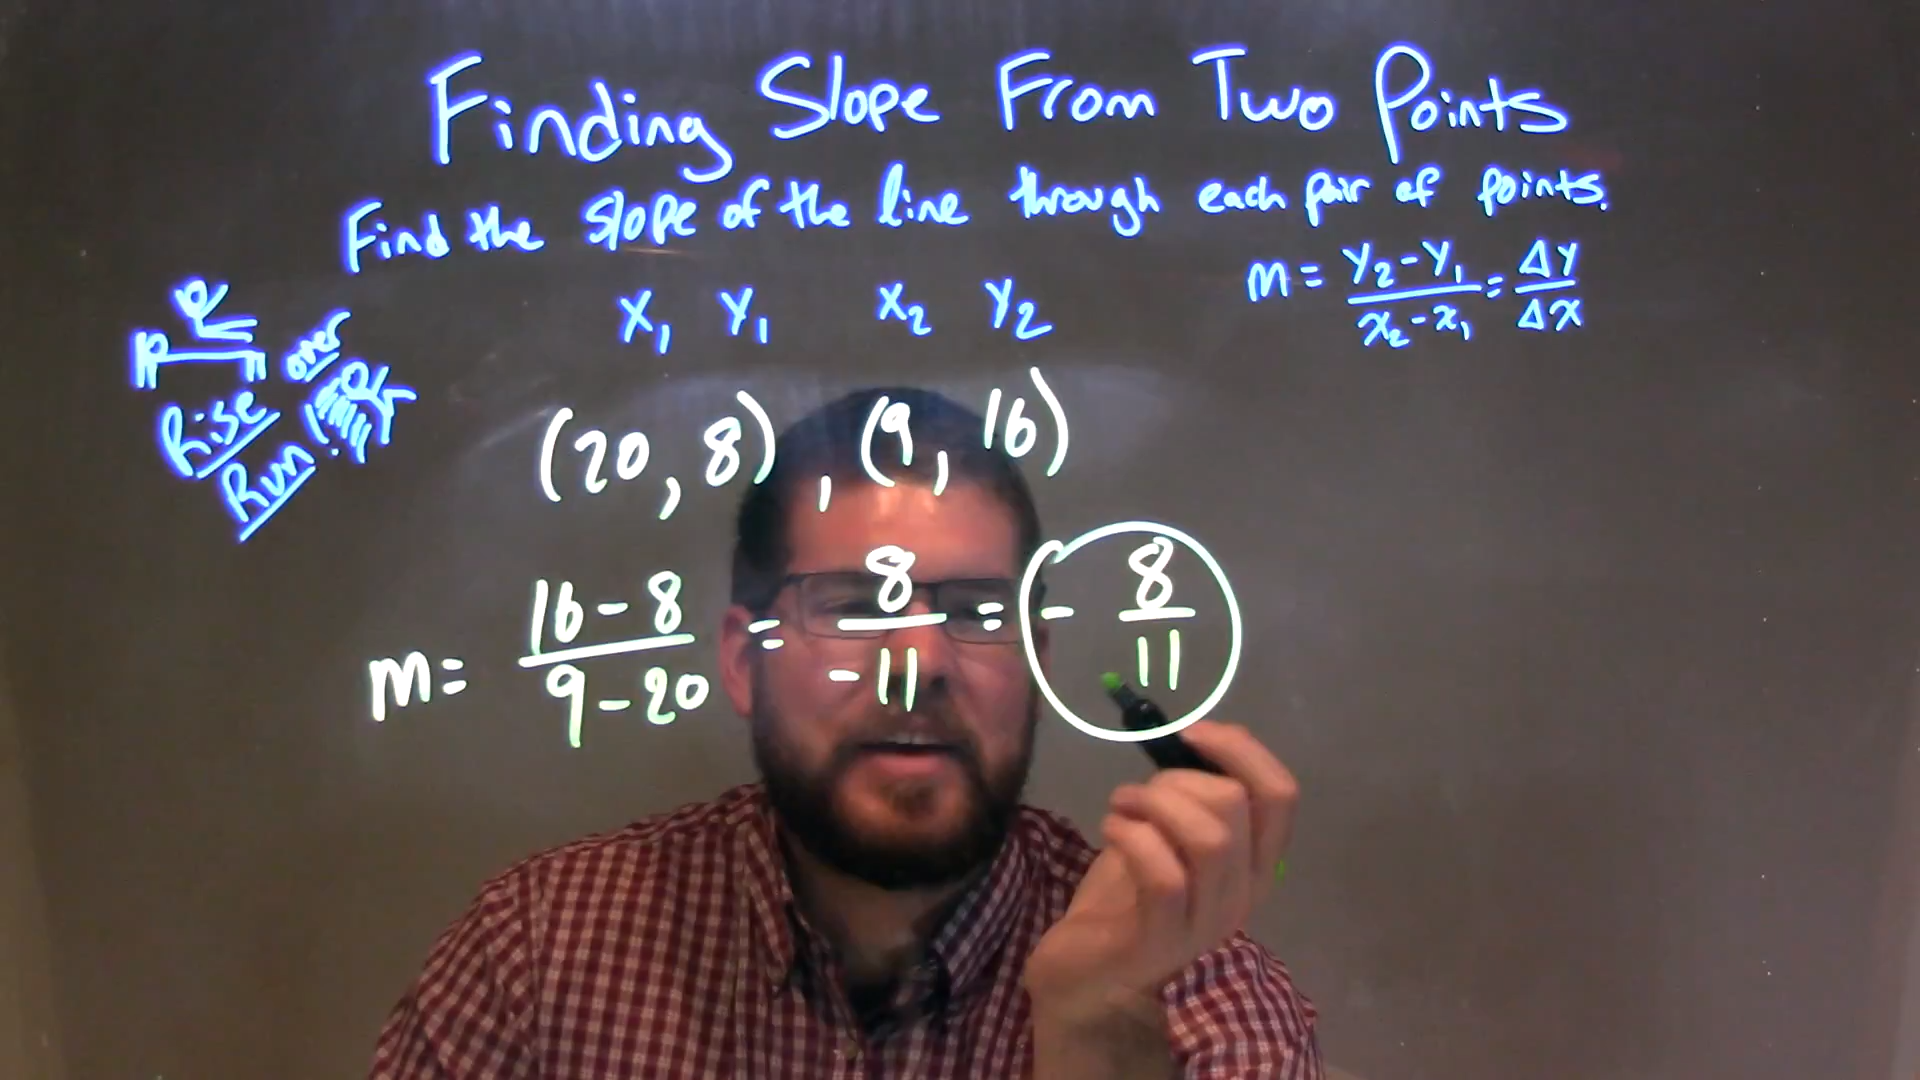 Finding Slope From Two Points
Find the slope of the line through each pair of points.
m = y₂-y₁/x₂-x₁ = Δy/Δx
x₁ y₁ x₂ y₂
over
Rise
Run
(20, 8), (9, 16)
m = 16-8/9-20 = 8/-11 = - 8/11